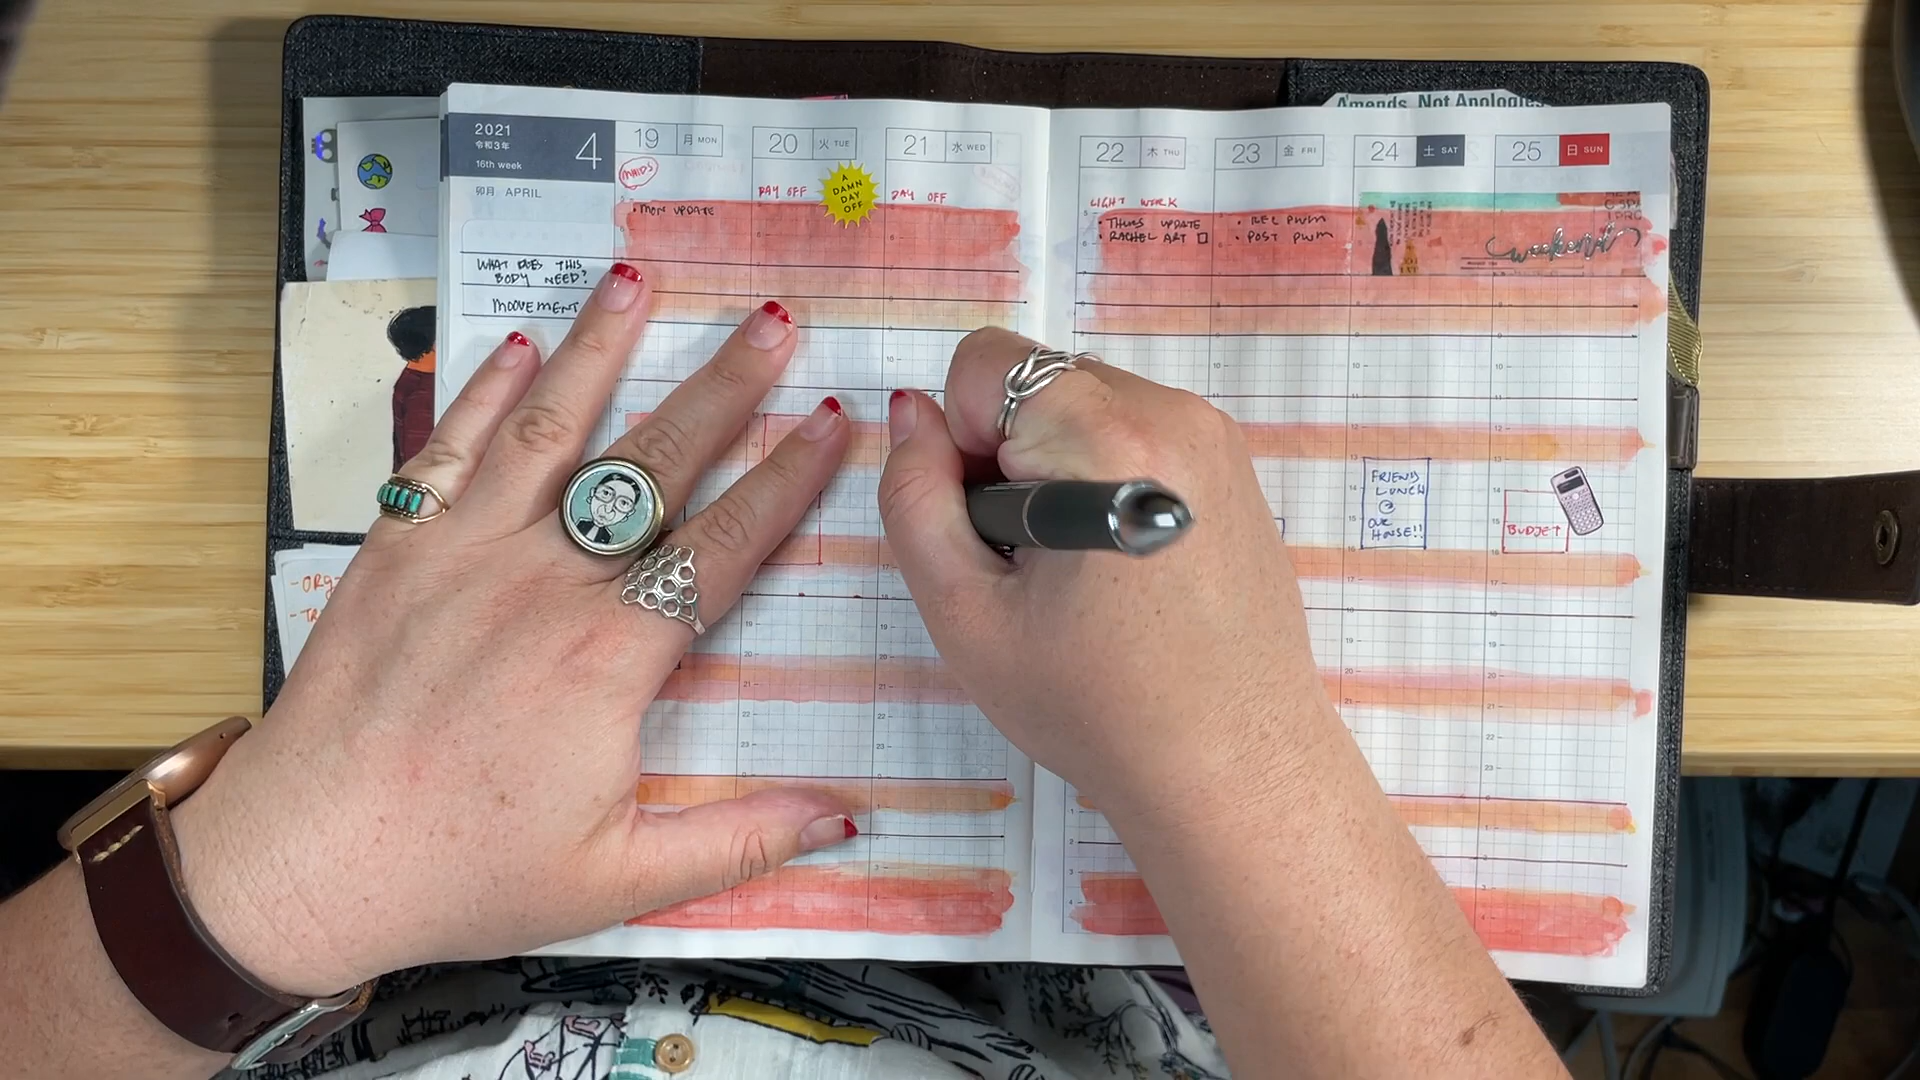 Amends, Not Apologies
2021
令和3年
16th week
4
卯月 APRIL
19 月 MON
20 火 TUE
21 水 WED
22 木 THU
23 金 FRI
24 土 SAT
25 日 SUN
MAIDS
DAY OFF
A
DAMN
DAY
OFF
DAY OFF
LIGHT WORK
• MON UPDATE
• THURS UPDATE
• RACHEL ART
• REC PWM
• POST PWM
weekend
WHAT DOES THIS
BODY NEED?
MOOVEMENT
FRIEND
LUNCH
@
OUR
HOUSE!!
BUDGET
- ORG-